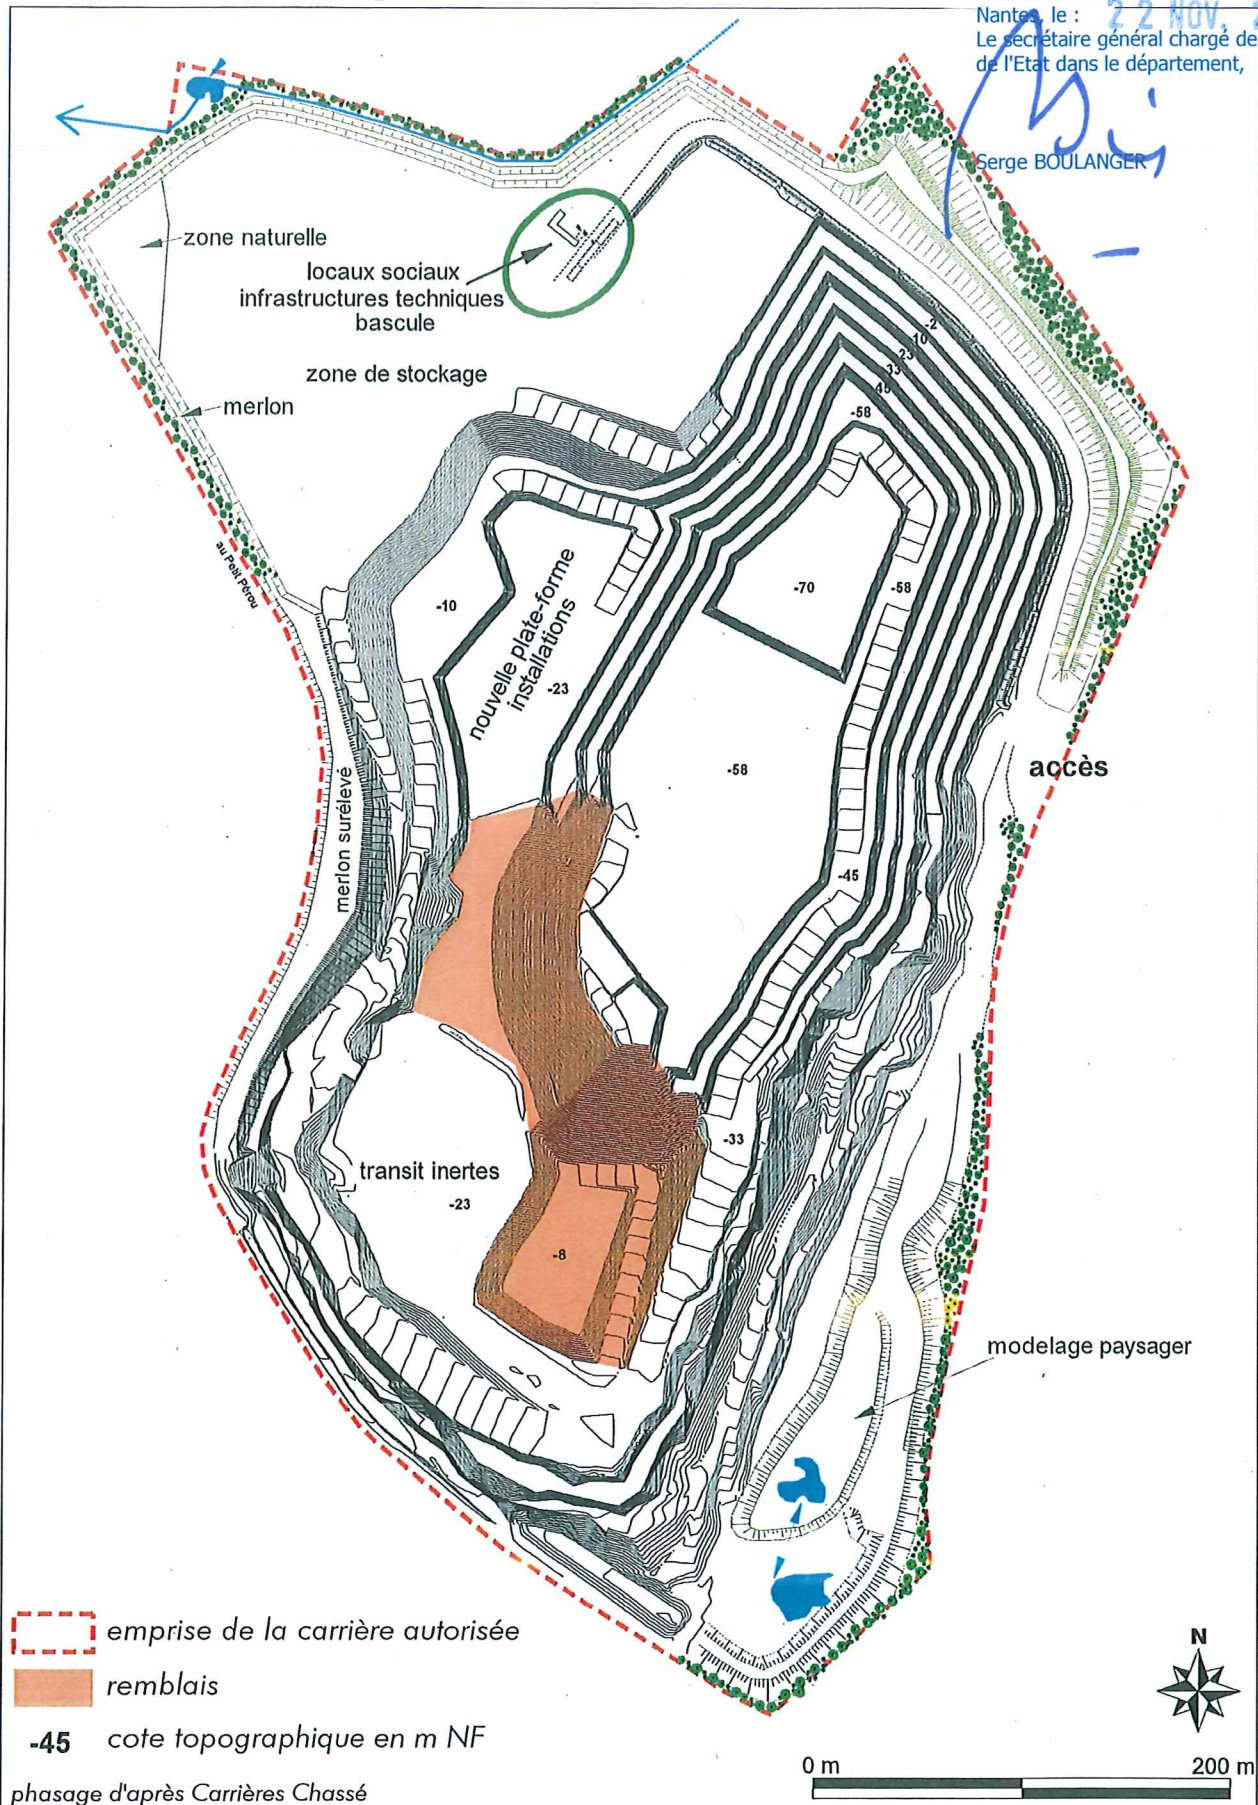 Nantes, le : 22 NOV. 2
Le secrétaire général chargé de
de l'Etat dans le département,
Serge BOULANGER
zone naturelle
locaux sociaux
infrastructures techniques
bascule
zone de stockage
merlon
-2
10
23
33
45
-58
au Petit Pérou
-10
nouvelle plate-forme
installations
-23
-70
-58
-58
accès
merlon surélevé
-45
-33
transit inertes
-23
-8
modelage paysager
emprise de la carrière autorisée
remblais
-45 cote topographique en m NF
phasage d'après Carrières Chassé
N
0 m 200 m